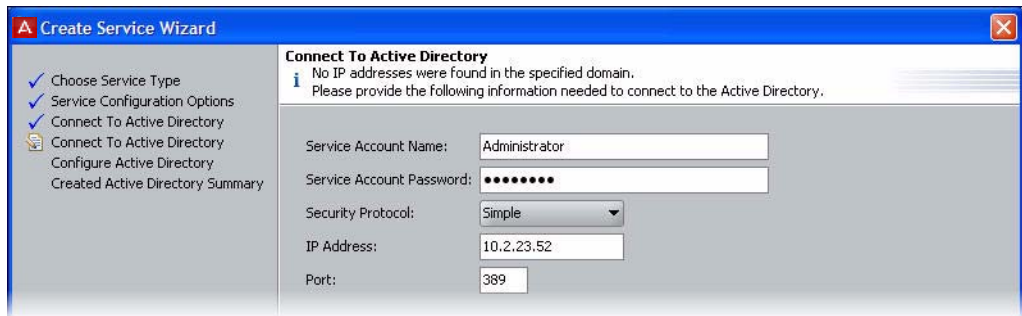 A Create Service Wizard
Choose Service Type
Service Configuration Options
Connect To Active Directory
Connect To Active Directory
Configure Active Directory
Created Active Directory Summary
Connect To Active Directory
i No IP addresses were found in the specified domain.
Please provide the following information needed to connect to the Active Directory.
Service Account Name: Administrator
Service Account Password: ●●●●●●●●
Security Protocol: Simple
IP Address: 10.2.23.52
Port: 389